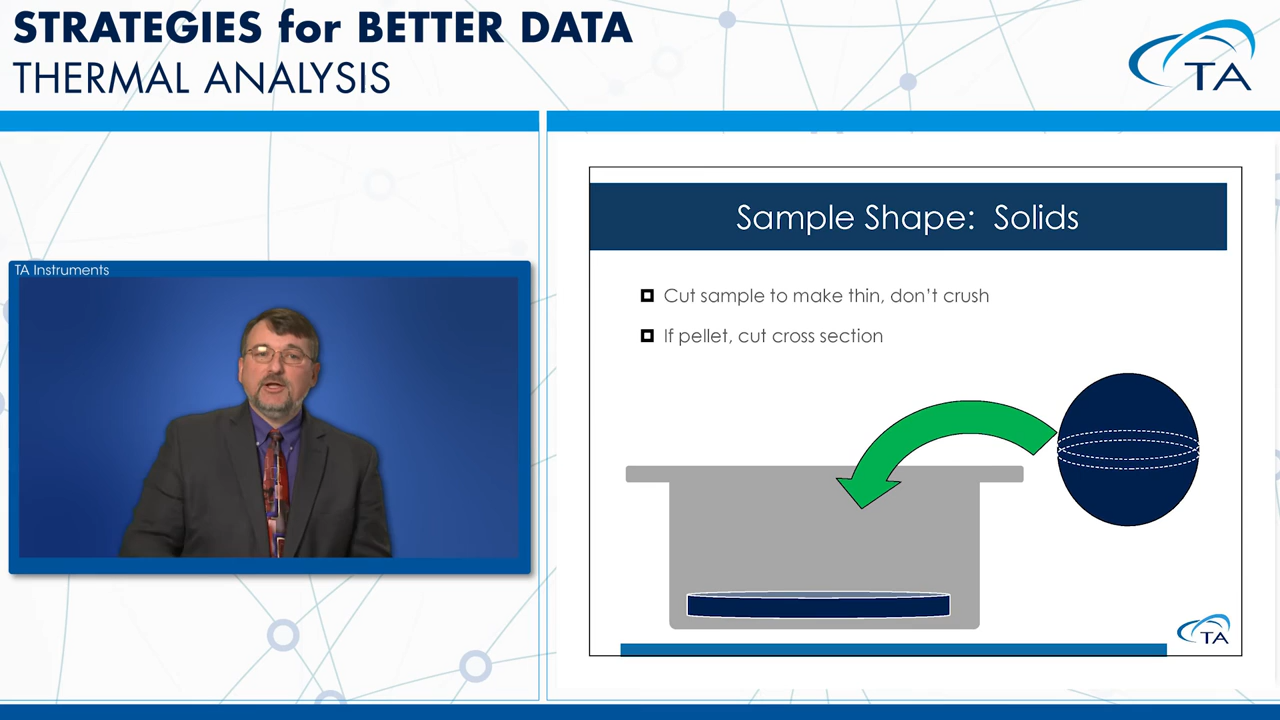 STRATEGIES for BETTER DATA
THERMAL ANALYSIS
TA
TA Instruments
Sample Shape: Solids
Cut sample to make thin, don't crush
If pellet, cut cross section
TA